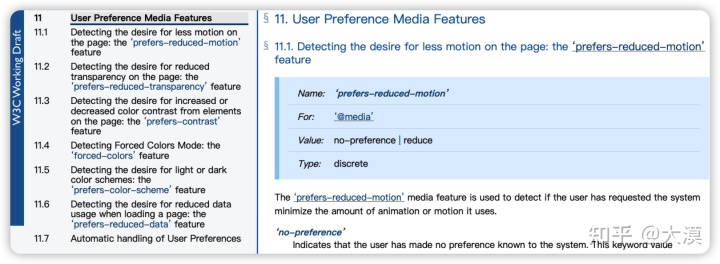 W3C Working Draft
11 User Preference Media Features
11.1 Detecting the desire for less motion on
the page: the ‘prefers-reduced-motion’
feature
11.2 Detecting the desire for reduced
transparency on the page: the
‘prefers-reduced-transparency’ feature
11.3 Detecting the desire for increased or
decreased color contrast from elements
on the page: the ‘prefers-contrast’
feature
11.4 Detecting Forced Colors Mode: the
‘forced-colors’ feature
11.5 Detecting the desire for light or dark
color schemes: the
‘prefers-color-scheme’ feature
11.6 Detecting the desire for reduced data
usage when loading a page: the
‘prefers-reduced-data’ feature
11.7 Automatic handling of User Preferences
§ 11. User Preference Media Features
§ 11.1. Detecting the desire for less motion on the page: the ‘prefers-reduced-motion’
feature
Name: ‘prefers-reduced-motion’
For: ‘@media’
Value: no-preference | reduce
Type: discrete
The ‘prefers-reduced-motion’ media feature is used to detect if the user has requested the system
minimize the amount of animation or motion it uses.
‘no-preference’
Indicates that the user has made no preference known to the system. This keyword value
知乎 @大漠